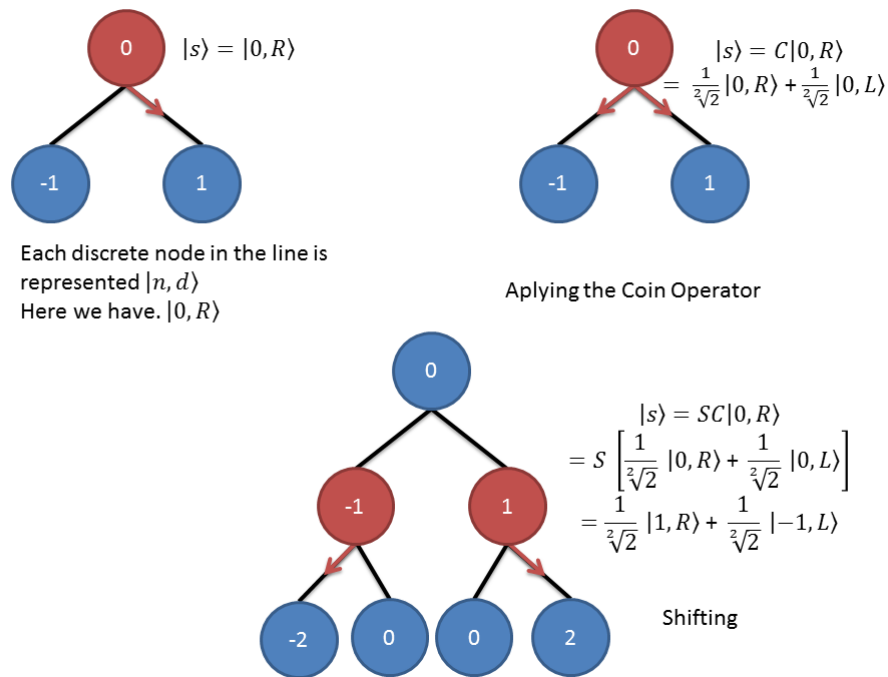 0
|s⟩ = |0, R⟩
-1
1
Each discrete node in the line is
represented |n, d⟩
Here we have. |0, R⟩
0
|s⟩ = C|0, R⟩
= 1/²√2 |0, R⟩ + 1/²√2 |0, L⟩
-1
1
Aplying the Coin Operator
0
-1
1
-2
0
0
2
|s⟩ = SC|0, R⟩
= S [1/²√2 |0, R⟩ + 1/²√2 |0, L⟩]
= 1/²√2 |1, R⟩ + 1/²√2 |−1, L⟩
Shifting